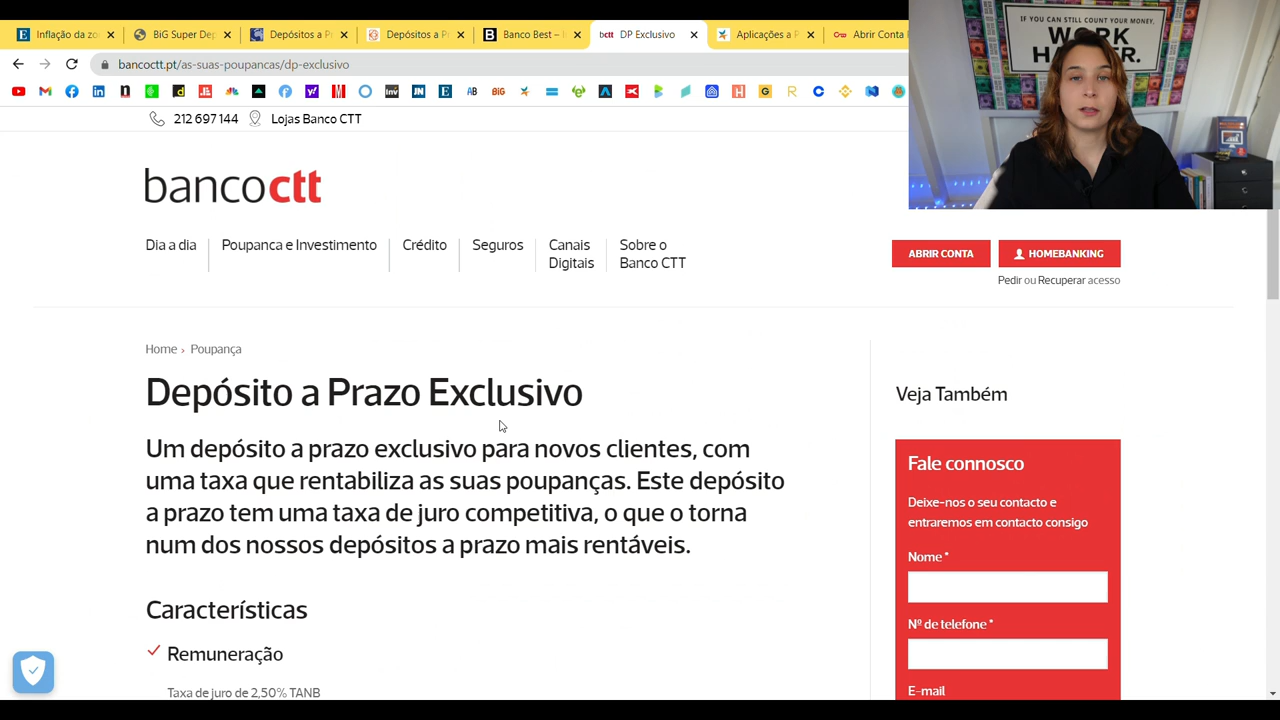 Inflação da zo
BiG Super Dep
Depósitos a Pr
Depósitos a Pr
Banco Best – I
bctt DP Exclusivo
Aplicações a P
Abrir Conta
bancoctt.pt/as-suas-poupancas/dp-exclusivo
IF YOU CAN STILL COUNT YOUR MONEY.
WORK
HARDER.
212 697 144
Lojas Banco CTT
bancoctt
Dia a dia
Poupanca e Investimento
Crédito
Seguros
Canais
Digitais
Sobre o
Banco CTT
ABRIR CONTA
HOMEBANKING
Pedir ou Recuperar acesso
Home › Poupança
Depósito a Prazo Exclusivo
Um depósito a prazo exclusivo para novos clientes, com
uma taxa que rentabiliza as suas poupanças. Este depósito
a prazo tem uma taxa de juro competitiva, o que o torna
num dos nossos depósitos a prazo mais rentáveis.
Características
Remuneração
Taxa de juro de 2,50% TANB
Veja Também
Fale connosco
Deixe-nos o seu contacto e
entraremos em contacto consigo
Nome *
Nº de telefone *
E-mail